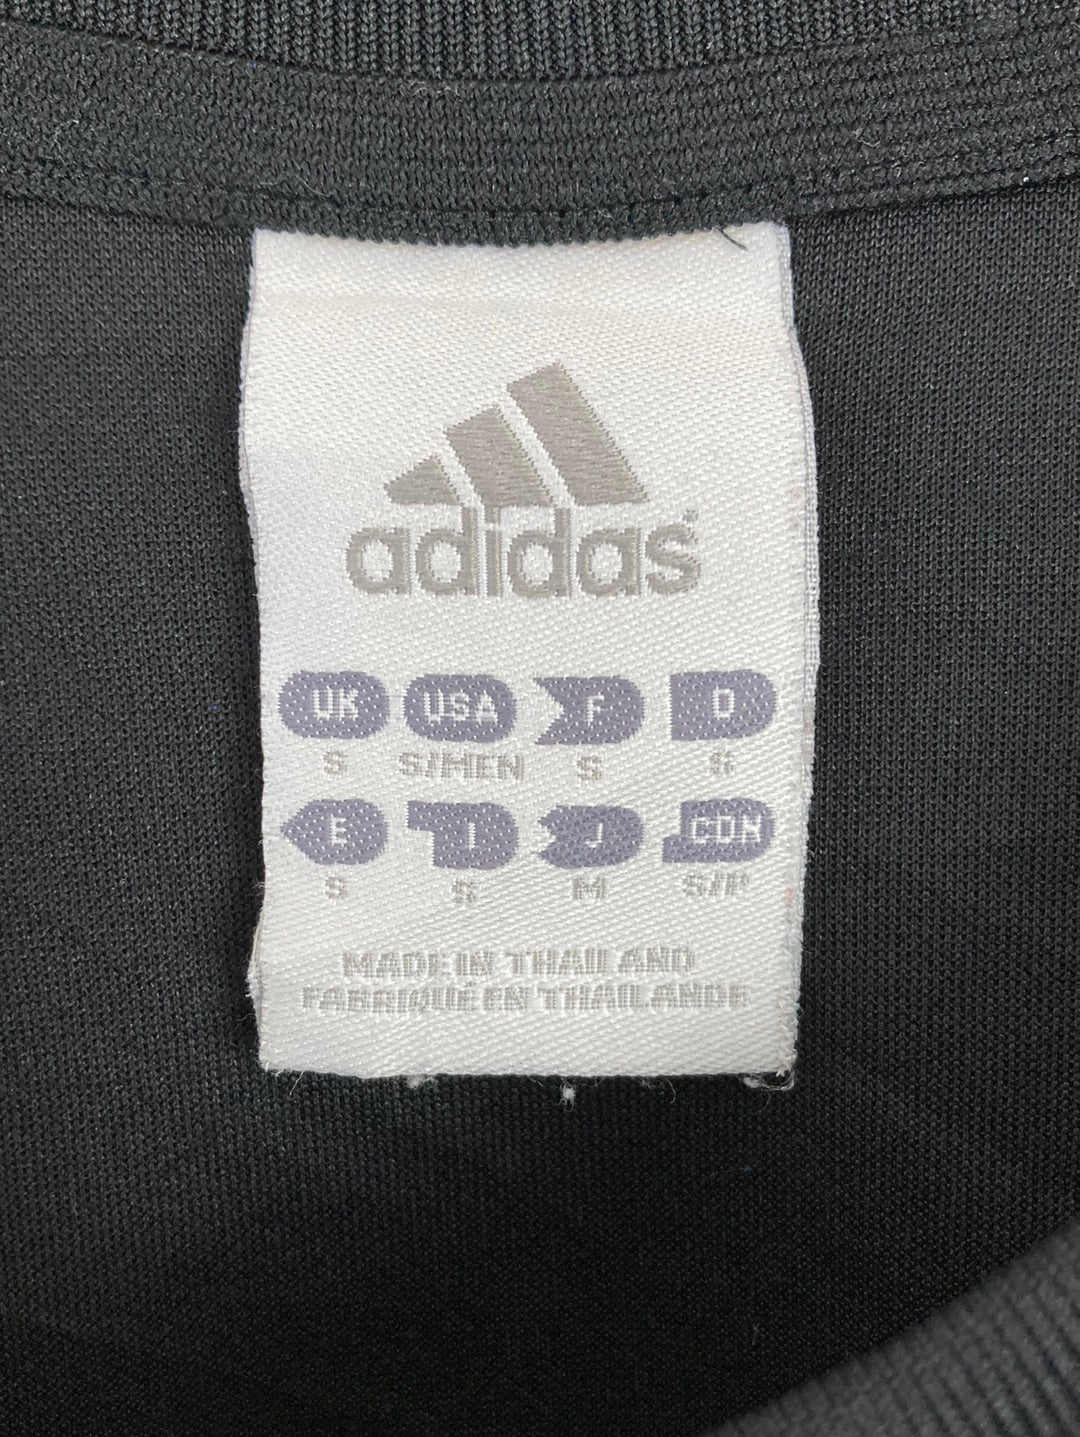 adidas
UK USA F D
S S/MEN S S
E I J CDN
S S M S/P
MADE IN THAILAND
FABRIQUÉ EN THAILANDE